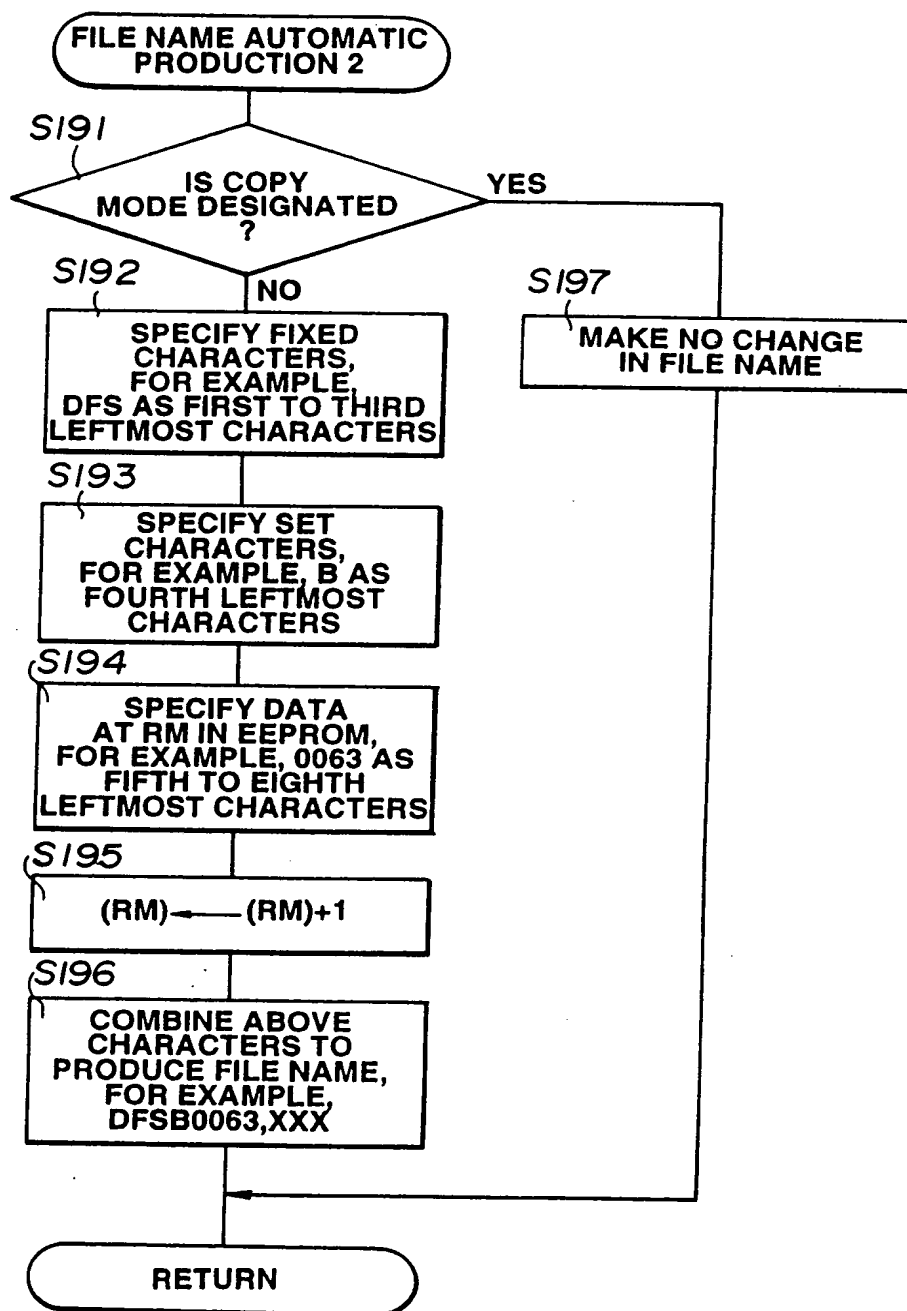 FILE NAME AUTOMATIC
PRODUCTION 2
S191
IS COPY
MODE DESIGNATED
?
YES
NO
S192
SPECIFY FIXED
CHARACTERS,
FOR EXAMPLE,
DFS AS FIRST TO THIRD
LEFTMOST CHARACTERS
S197
MAKE NO CHANGE
IN FILE NAME
S193
SPECIFY SET
CHARACTERS,
FOR EXAMPLE, B AS
FOURTH LEFTMOST
CHARACTERS
S194
SPECIFY DATA
AT RM IN EEPROM,
FOR EXAMPLE, 0063 AS
FIFTH TO EIGHTH
LEFTMOST CHARACTERS
S195
(RM) ← (RM)+1
S196
COMBINE ABOVE
CHARACTERS TO
PRODUCE FILE NAME,
FOR EXAMPLE,
DFSB0063,XXX
RETURN